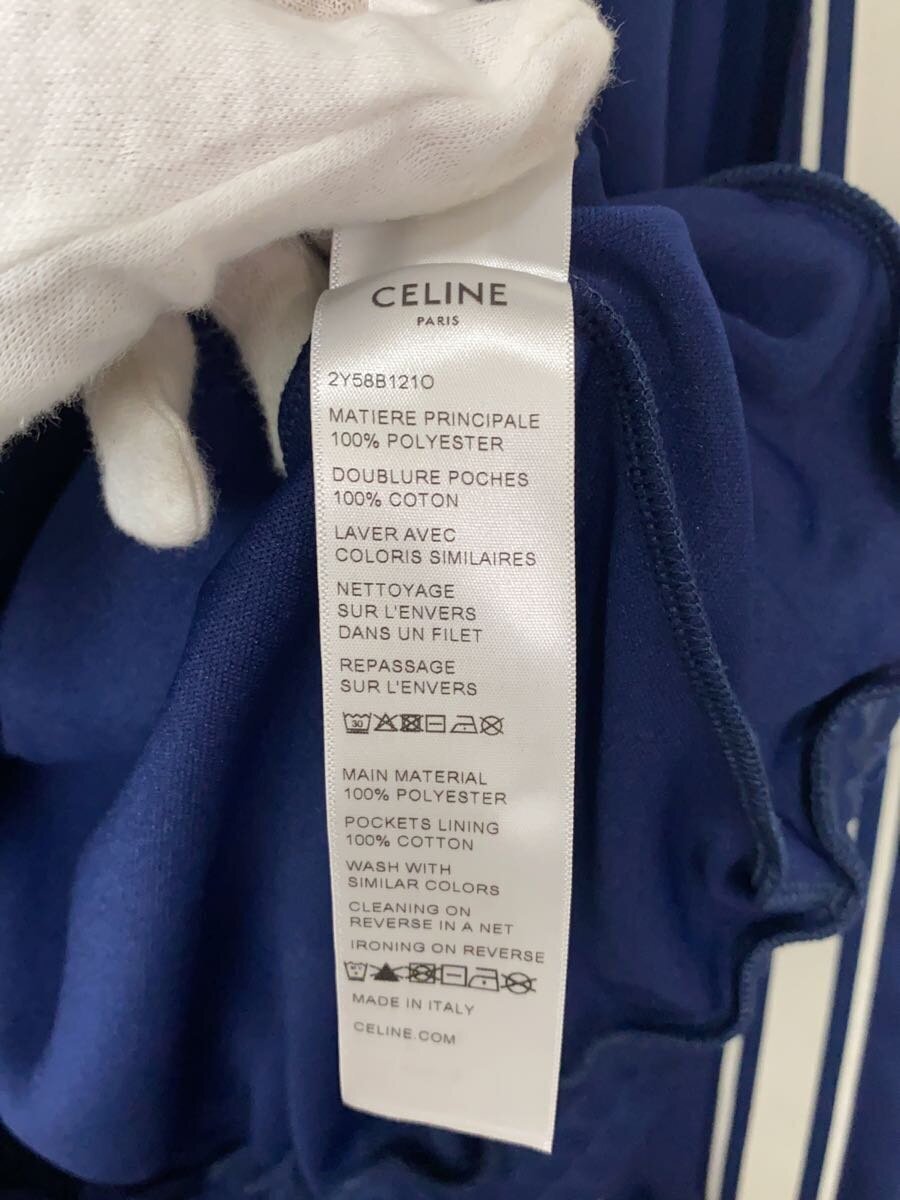 CELINE
PARIS
2Y58B121O
MATIERE PRINCIPALE
100% POLYESTER
DOUBLURE POCHES
100% COTON
LAVER AVEC
COLORIS SIMILAIRES
NETTOYAGE
SUR L'ENVERS
DANS UN FILET
REPASSAGE
SUR L'ENVERS
30
MAIN MATERIAL
100% POLYESTER
POCKETS LINING
100% COTTON
WASH WITH
SIMILAR COLORS
CLEANING ON
REVERSE IN A NET
IRONING ON REVERSE
MADE IN ITALY
CELINE.COM